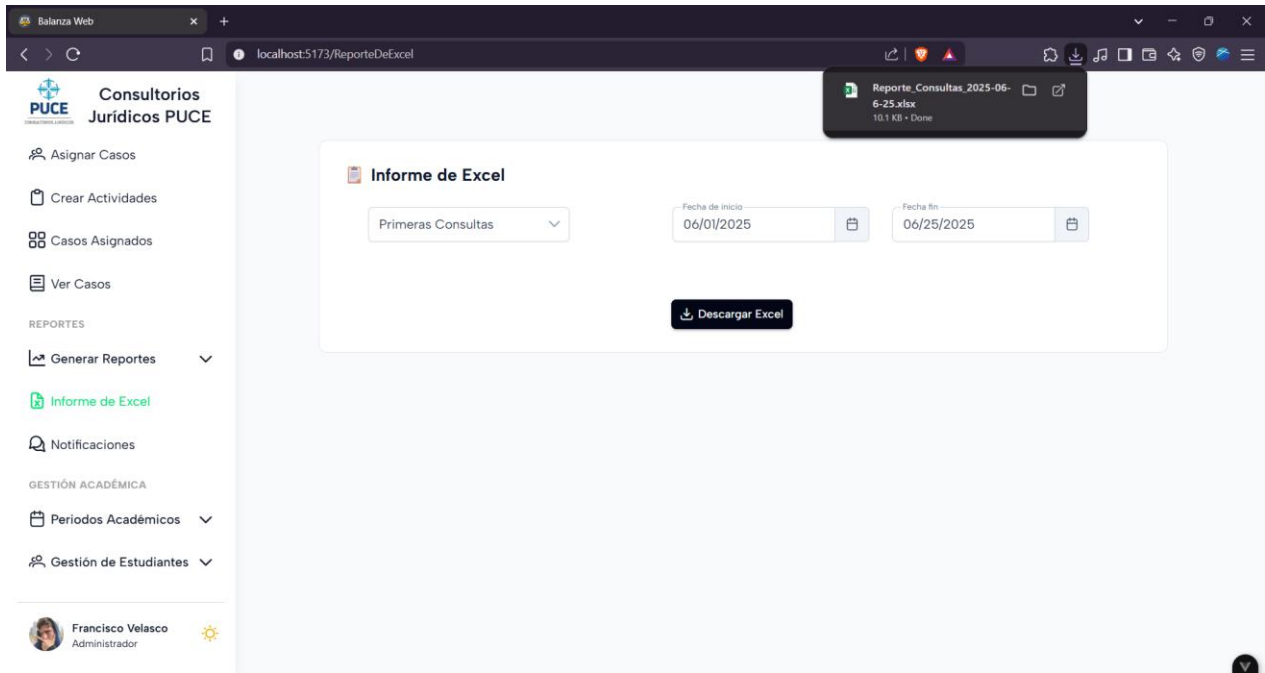 Balanza Web
localhost:5173/ReporteDeExcel
Reporte_Consultas_2025-06-
6-25.xlsx
10.1 KB • Done
PUCE
Consultorios
Jurídicos PUCE
Asignar Casos
Crear Actividades
Casos Asignados
Ver Casos
REPORTES
Generar Reportes
Informe de Excel
Notificaciones
GESTIÓN ACADÉMICA
Periodos Académicos
Gestión de Estudiantes
Francisco Velasco
Administrador
Informe de Excel
Primeras Consultas
Fecha de inicio
06/01/2025
Fecha fin
06/25/2025
Descargar Excel